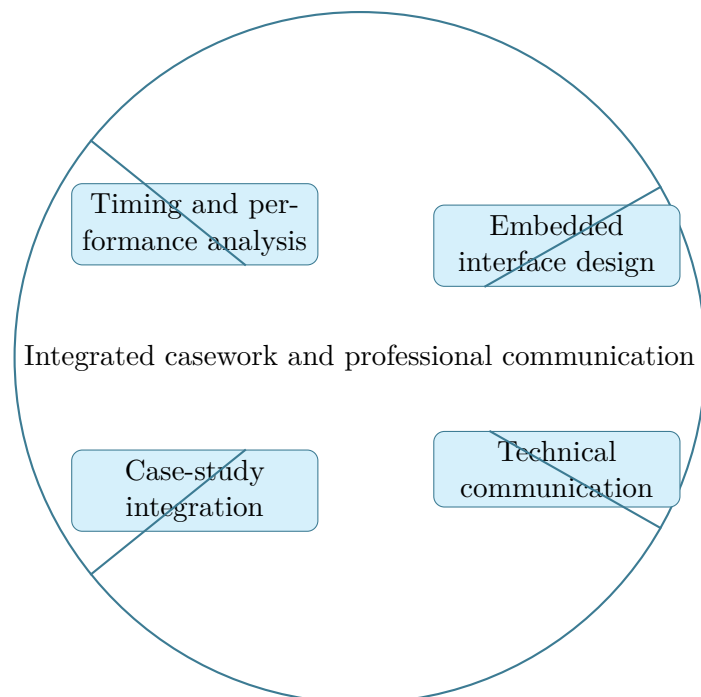 Timing and per-
formance analysis
Embedded
interface design
Integrated casework and professional communication
Case-study
integration
Technical
communication